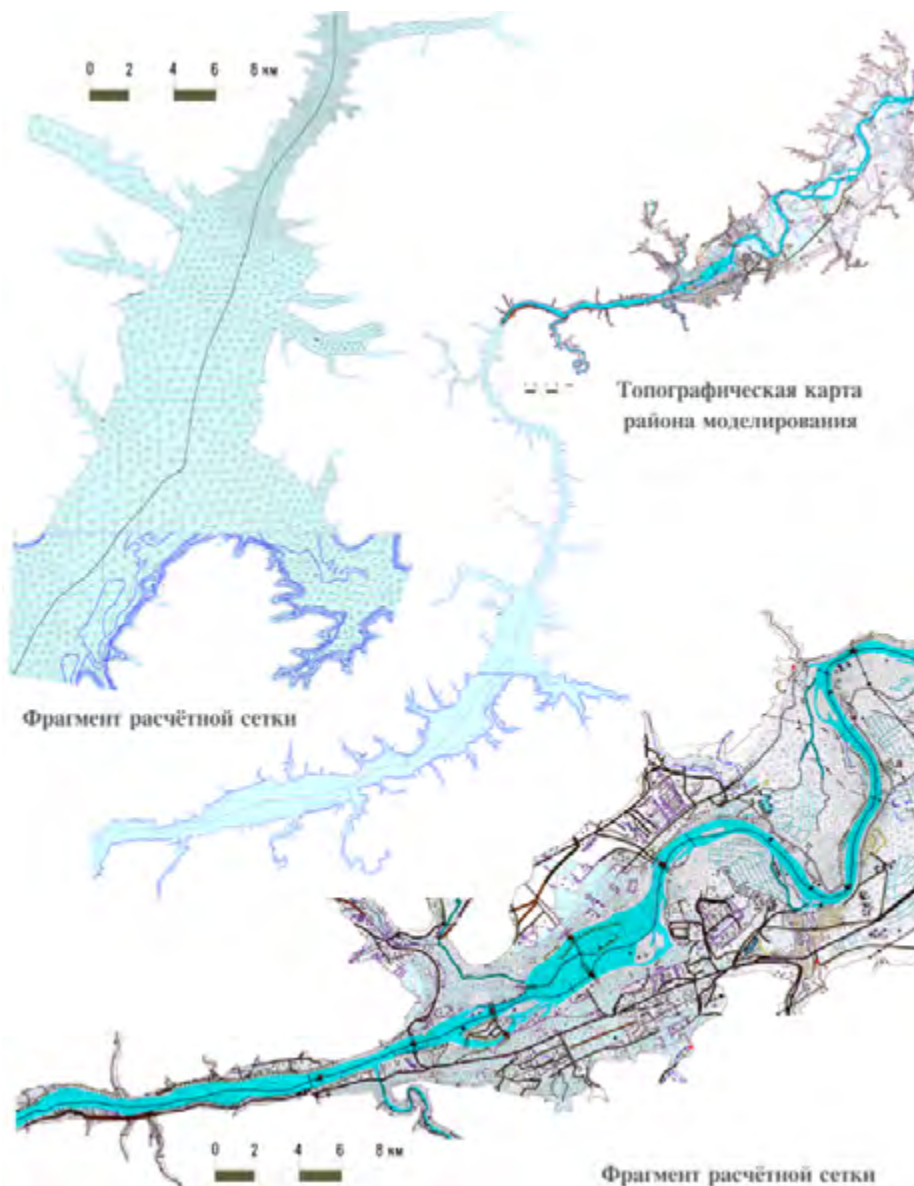 0 2 4 6 8 км
Топографическая карта
района моделирования
Фрагмент расчётной сетки
0 2 4 6 8 км
Фрагмент расчётной сетки